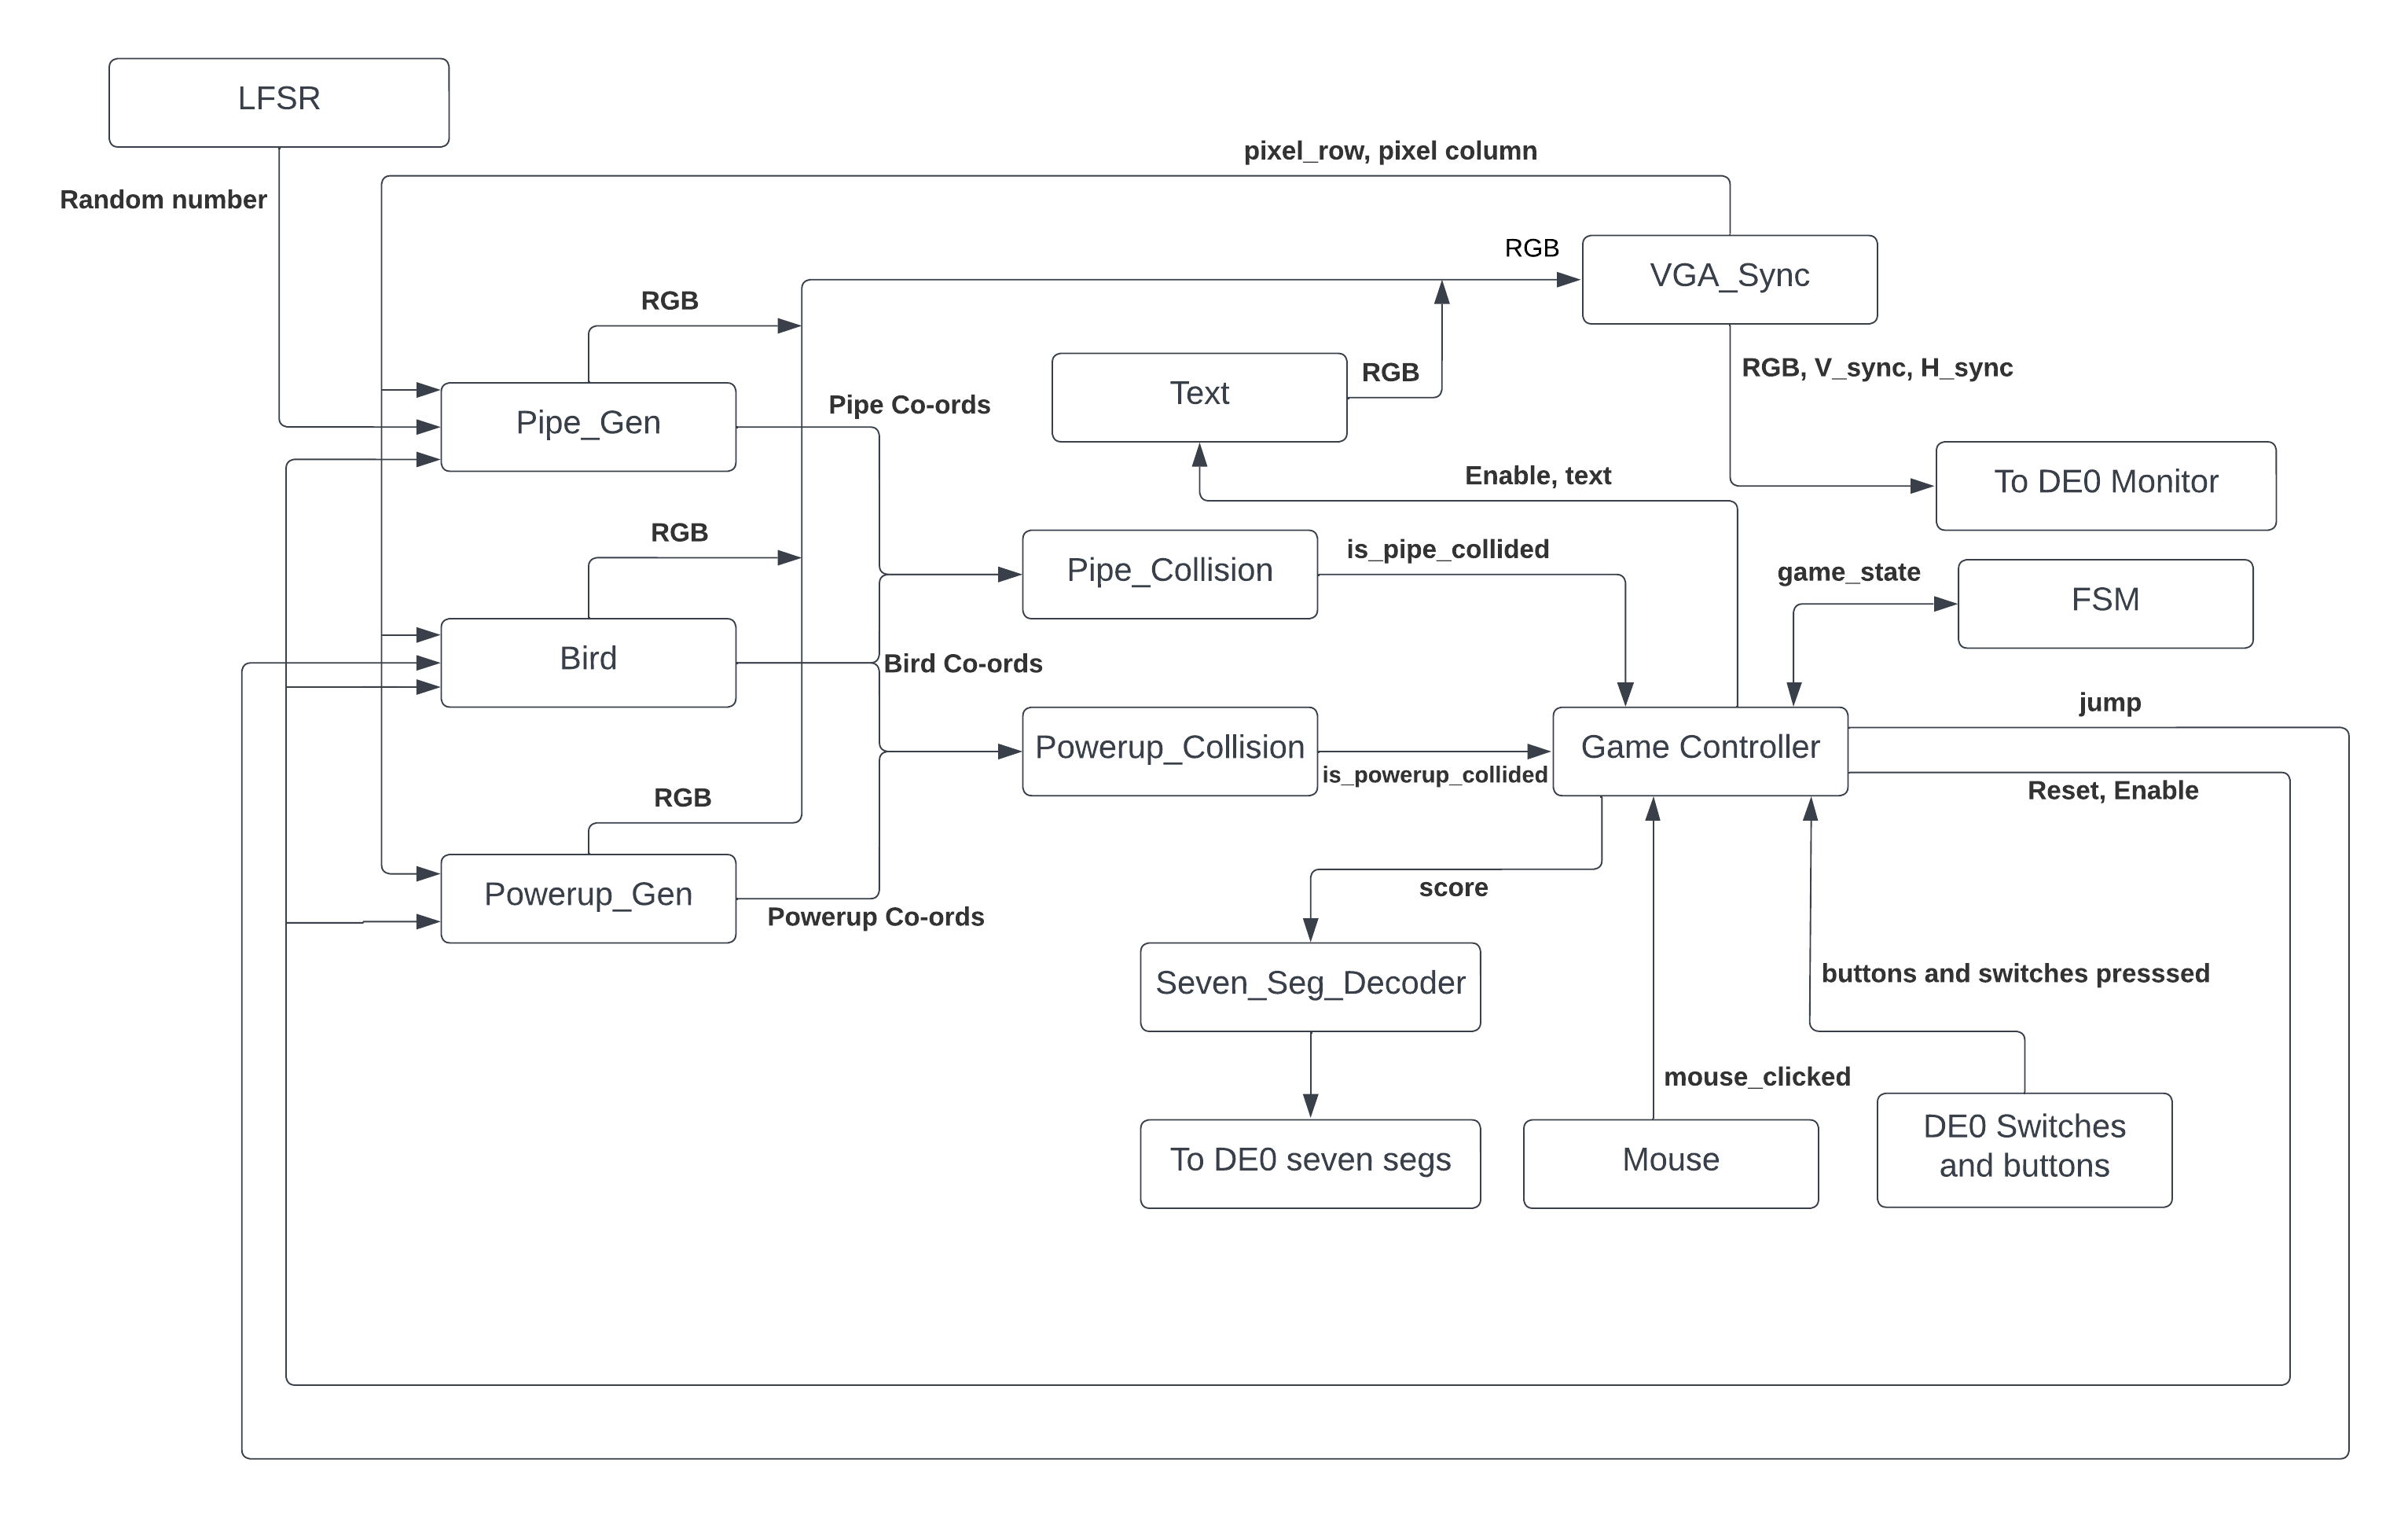 LFSR
pixel_row, pixel column
Random number
RGB
VGA_Sync
RGB
RGB, V_sync, H_sync
RGB
Text
Pipe Co-ords
Pipe_Gen
Enable, text
To DE0 Monitor
RGB
is_pipe_collided
Pipe_Collision
game_state
FSM
Bird
Bird Co-ords
jump
Powerup_Collision
Game Controller
is_powerup_collided
Reset, Enable
RGB
Powerup_Gen
score
Powerup Co-ords
buttons and switches presssed
Seven_Seg_Decoder
mouse_clicked
DE0 Switches
and buttons
To DE0 seven segs
Mouse